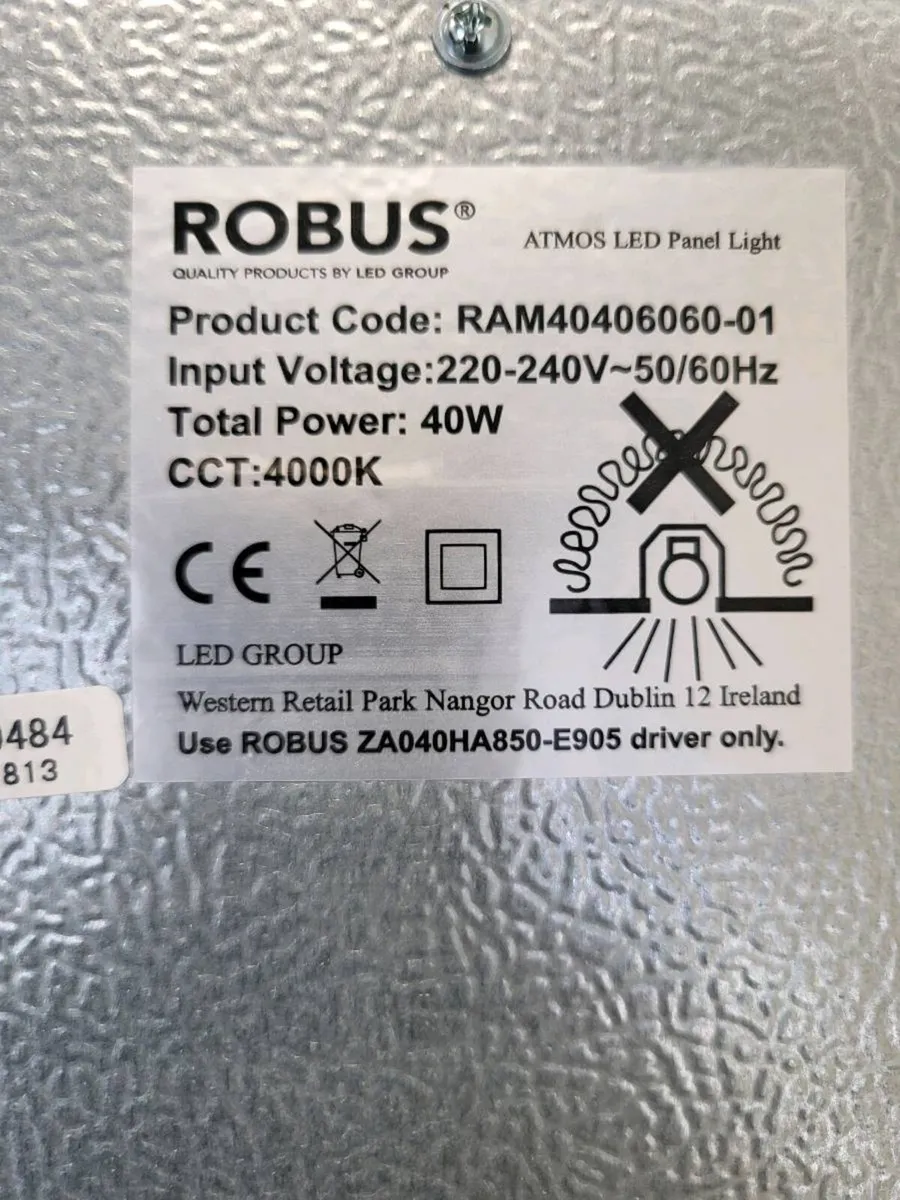 ROBUS®
ATMOS LED Panel Light
QUALITY PRODUCTS BY LED GROUP
Product Code: RAM40406060-01
Input Voltage:220-240V~50/60Hz
Total Power: 40W
CCT:4000K
CE
LED GROUP
Western Retail Park Nangor Road Dublin 12 Ireland
Use ROBUS ZA040HA850-E905 driver only.
484
813